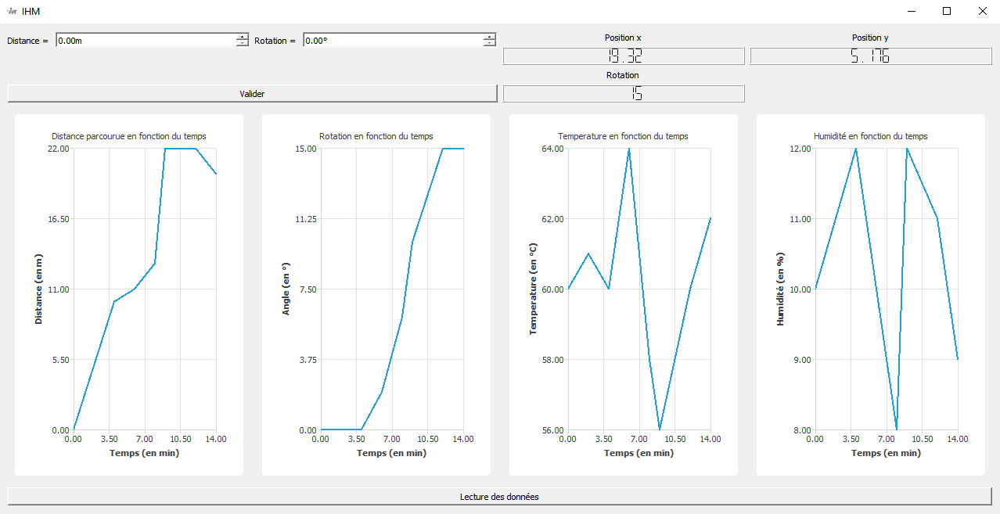 IHM
Distance = 0.00m Rotation = 0.00° Position x Position y
19.32 5.176
Rotation
Valider 15
Distance parcourue en fonction du temps
22.00
16.50
11.00
5.50
0.00
Distance (en m)
0.00 3.50 7.00 10.50 14.00
Temps (en min)
Rotation en fonction du temps
15.00
11.25
7.50
3.75
0.00
Angle (en °)
0.00 3.50 7.00 10.50 14.00
Temps (en min)
Temperature en fonction du temps
64.00
62.00
60.00
58.00
56.00
Temperature (en °C)
0.00 3.50 7.00 10.50 14.00
Temps (en min)
Humidité en fonction du temps
12.00
11.00
10.00
9.00
8.00
Humidité (en %)
0.00 3.50 7.00 10.50 14.00
Temps (en min)
Lecture des données